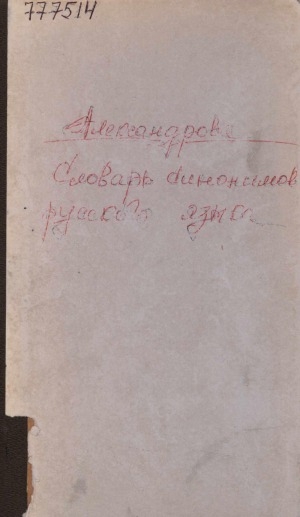 777514
Александрова
Словарь синонимов
русского языка